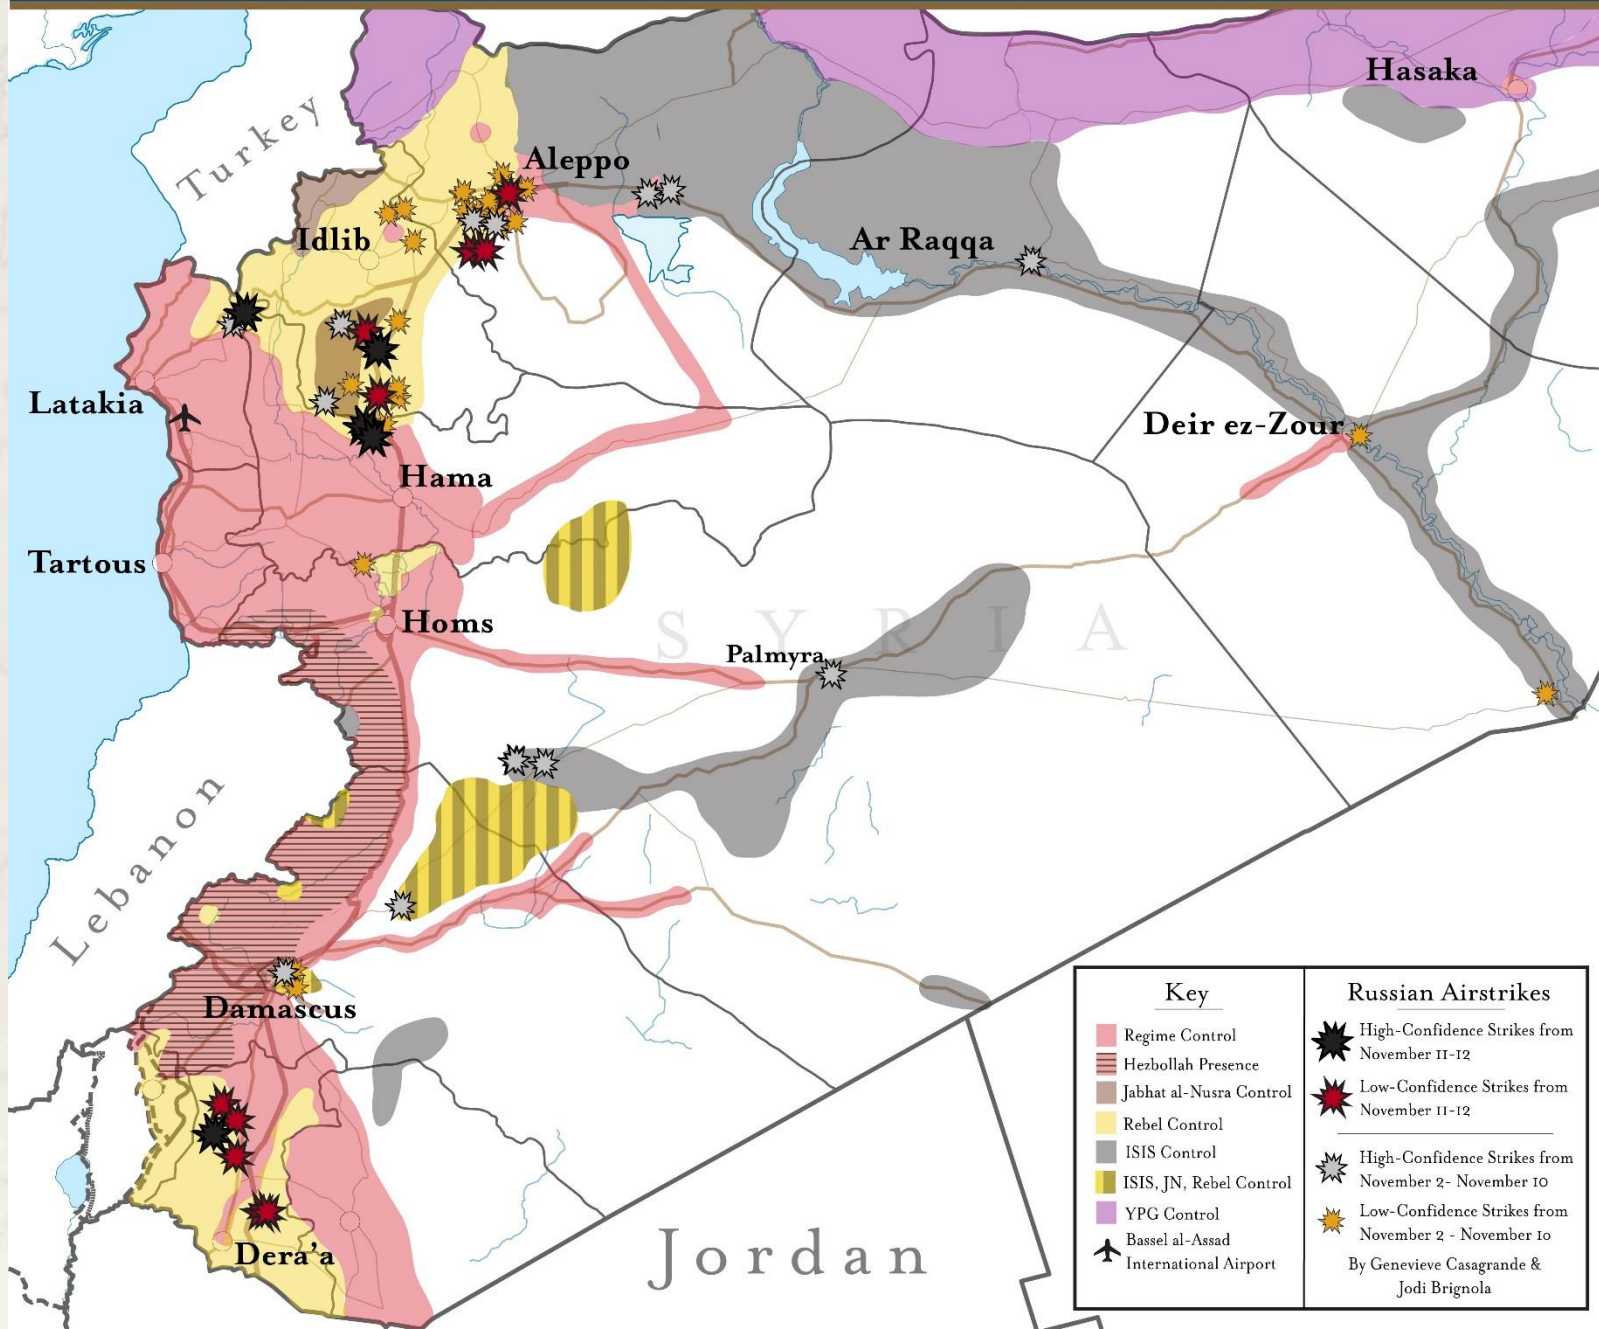 Turkey
Hasaka
Aleppo
Idlib
Ar Raqqa
Latakia
Deir ez-Zour
Hama
Tartous
Homs
SYRIA
Palmyra
Lebanon
Damascus
Dera'a
Jordan
Key
Regime Control
Hezbollah Presence
Jabhat al-Nusra Control
Rebel Control
ISIS Control
ISIS, JN, Rebel Control
YPG Control
Bassel al-Assad
International Airport
Russian Airstrikes
High-Confidence Strikes from
November 11-12
Low-Confidence Strikes from
November 11-12
High-Confidence Strikes from
November 2- November 10
Low-Confidence Strikes from
November 2 - November 10
By Genevieve Casagrande &
Jodi Brignola